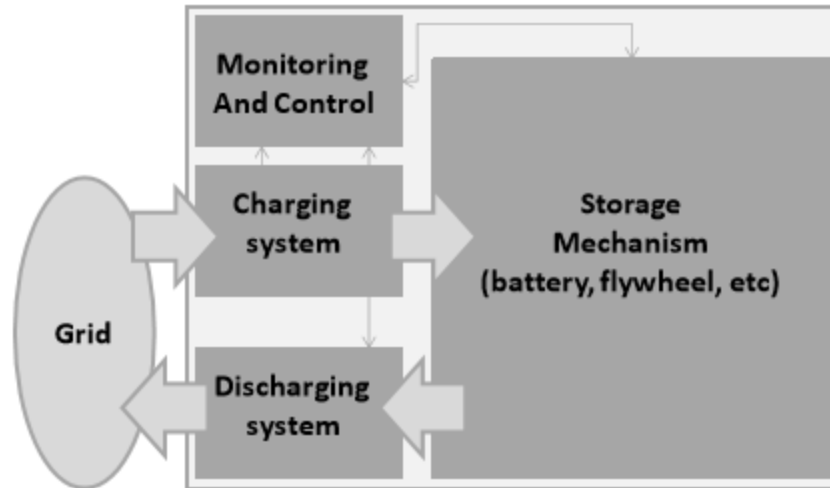 Monitoring
And Control
Charging
system
Storage
Mechanism
(battery, flywheel, etc)
Grid
Discharging
system